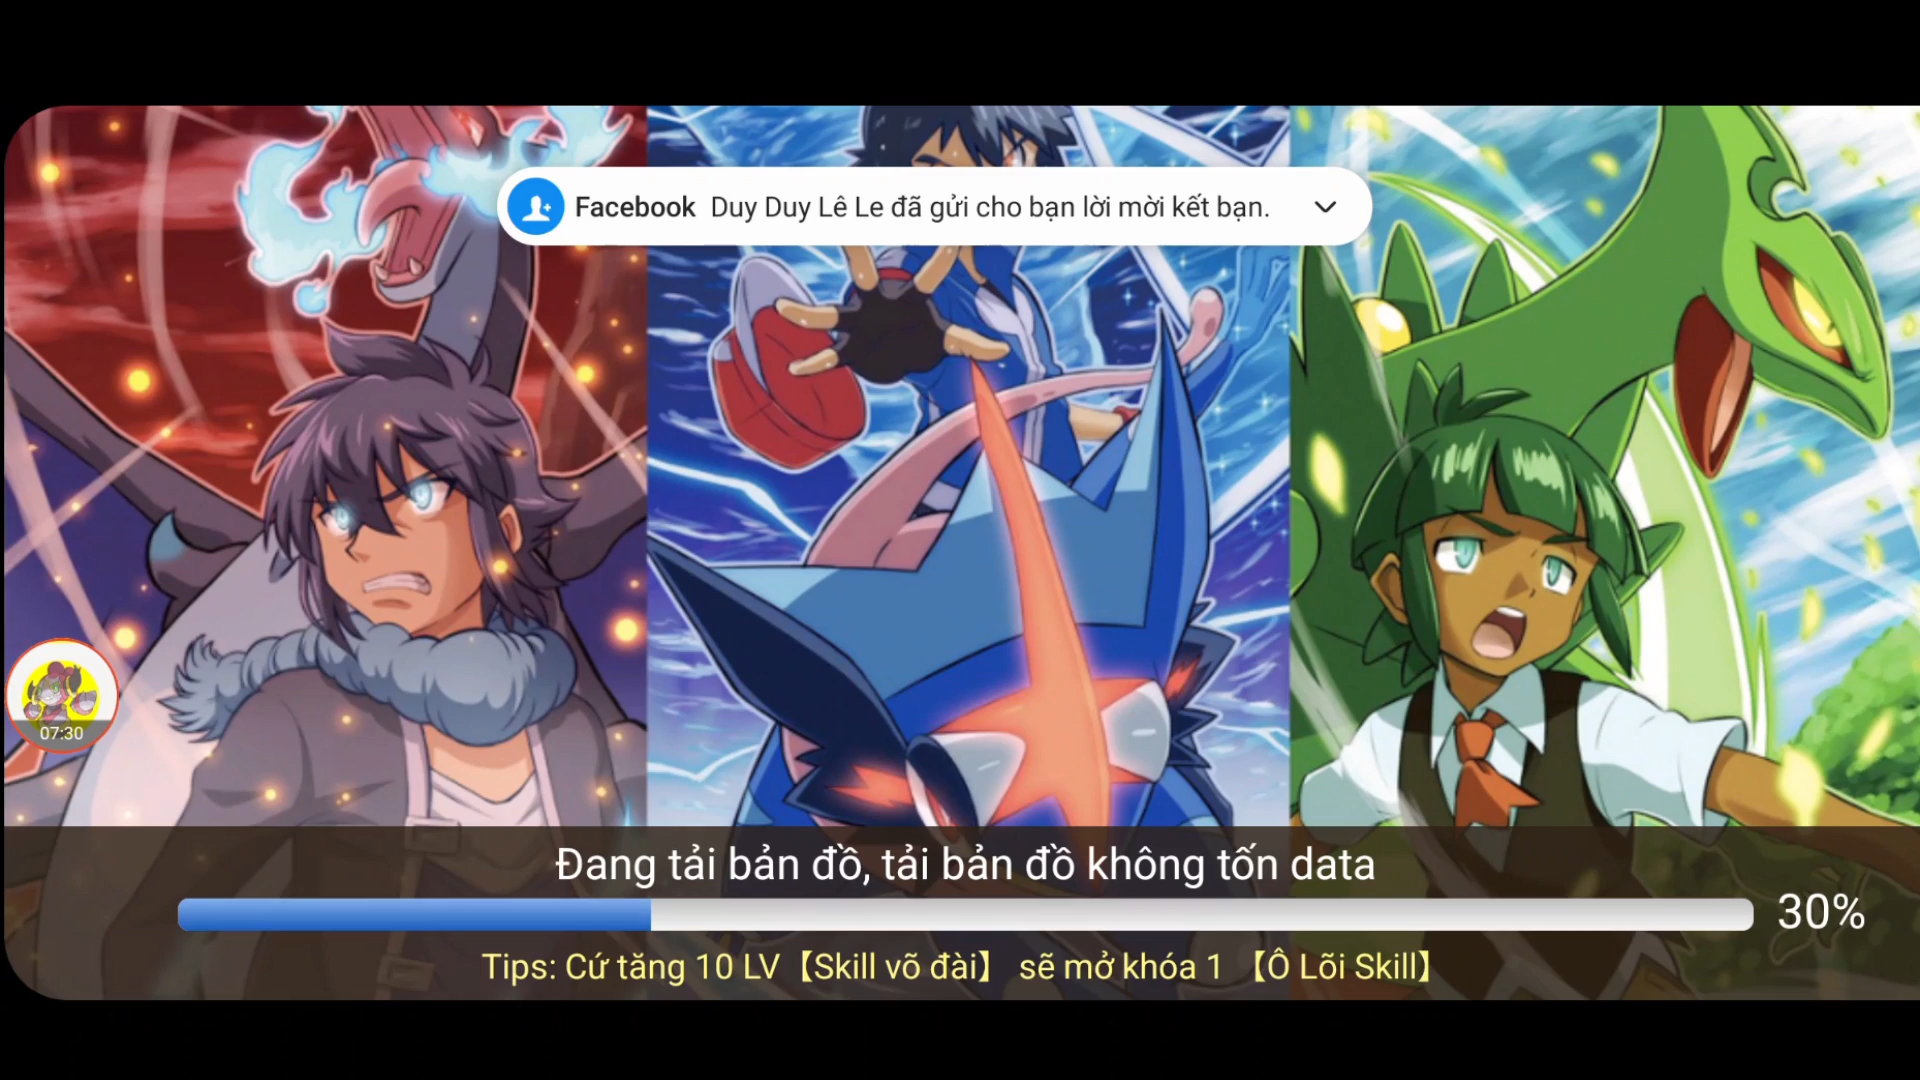 Facebook Duy Duy Lê Le đã gửi cho bạn lời mời kết bạn.
07:30
Đang tải bản đồ, tải bản đồ không tốn data
30%
Tips: Cứ tăng 10 LV【Skill võ đài】 sẽ mở khóa 1 【Ô Lõi Skill】